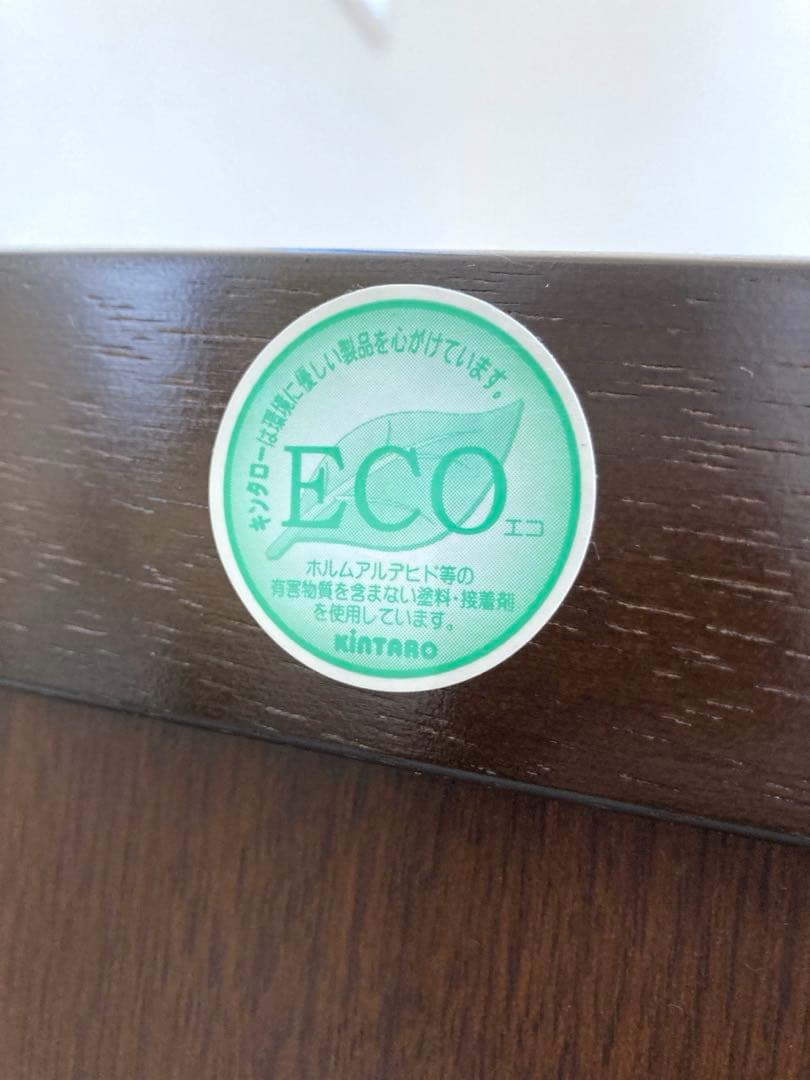 キンタローは環境に優しい製品を心がけています。
ECO
エコ
ホルムアルデヒド等の
有害物質を含まない塗料・接着剤
を使用しています。
KiNTARO